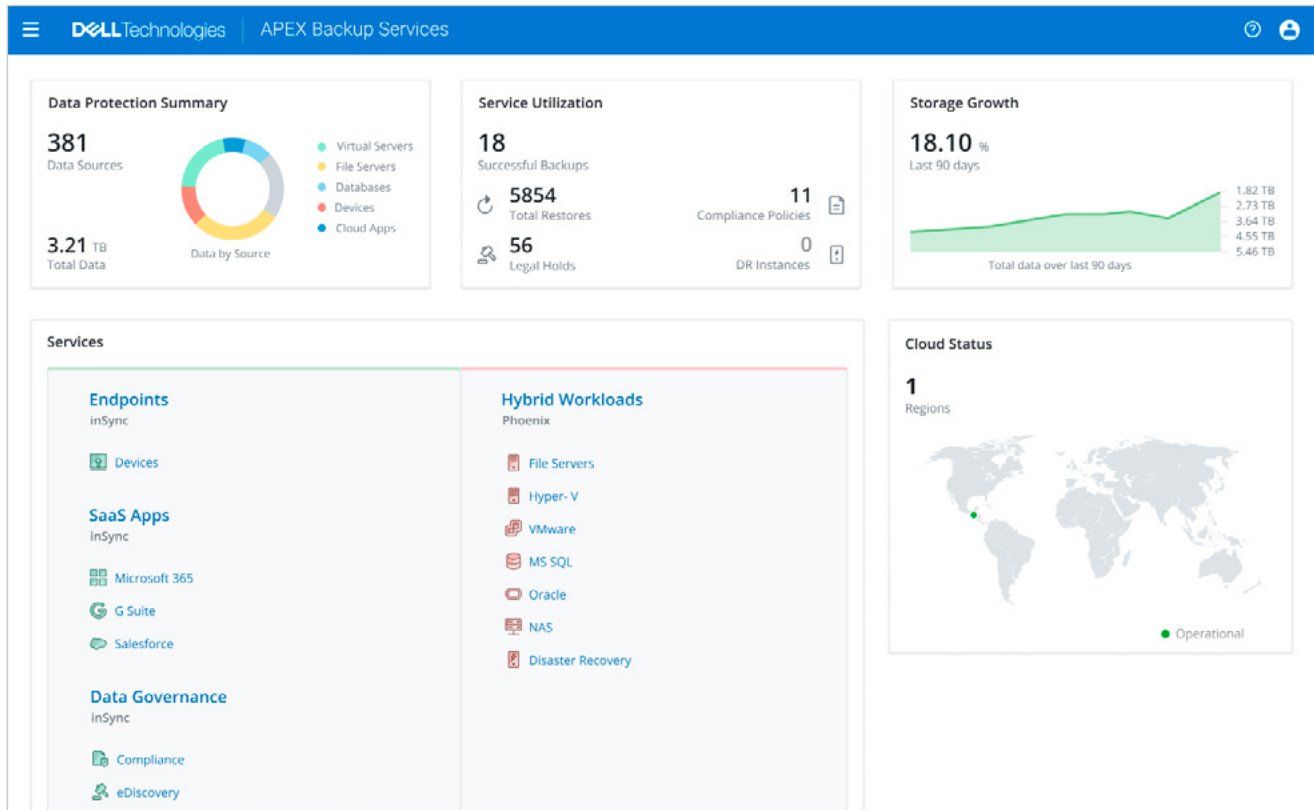 DELLTechnologies APEX Backup Services
Data Protection Summary
381
Data Sources
3.21 TB
Total Data
Data by Source
Virtual Servers
File Servers
Databases
Devices
Cloud Apps
Service Utilization
18
Successful Backups
5854
Total Restores
11
Compliance Policies
56
Legal Holds
0
DR Instances
Storage Growth
18.10 %
Last 90 days
1.82 TB
2.73 TB
3.64 TB
4.55 TB
5.46 TB
Total data over last 90 days
Services
Endpoints
inSync
Devices
SaaS Apps
inSync
Microsoft 365
G Suite
Salesforce
Data Governance
inSync
Compliance
eDiscovery
Hybrid Workloads
Phoenix
File Servers
Hyper- V
VMware
MS SQL
Oracle
NAS
Disaster Recovery
Cloud Status
1
Regions
Operational